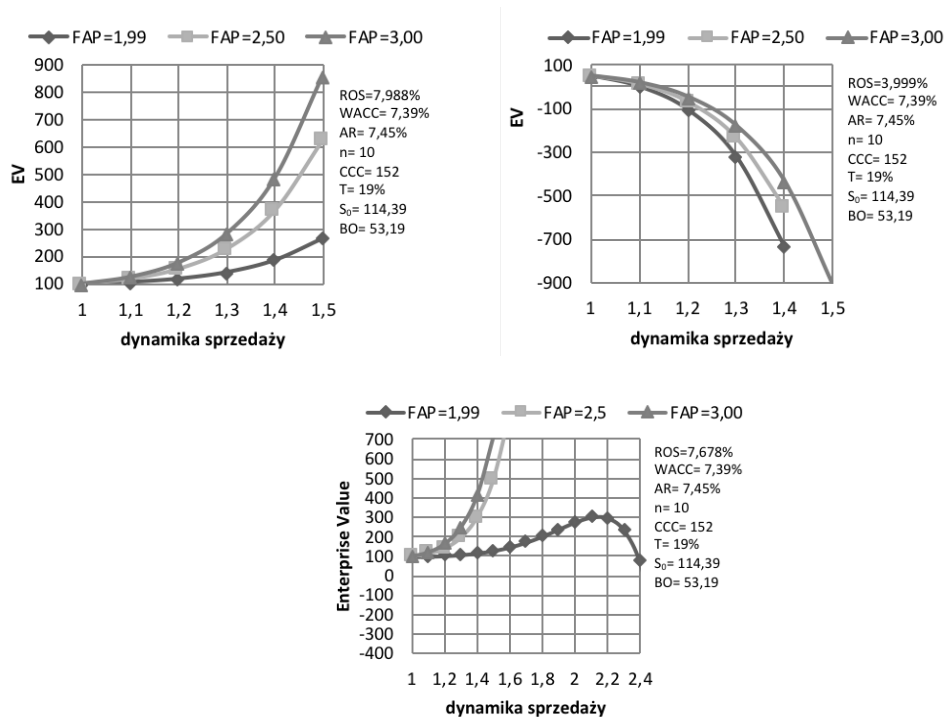 FAP=1,99 FAP=2,50 FAP=3,00
900
800
700
600
500
400
300
200
100
EV
1 1,1 1,2 1,3 1,4 1,5
dynamika sprzedaży
ROS=7,988%
WACC= 7,39%
AR= 7,45%
n= 10
CCC= 152
T= 19%
S₀= 114,39
BO= 53,19
FAP=1,99 FAP=2,50 FAP=3,00
100
-100
-300
-500
-700
-900
EV
1 1,1 1,2 1,3 1,4 1,5
dynamika sprzedaży
ROS=3,999%
WACC= 7,39%
AR= 7,45%
n= 10
CCC= 152
T= 19%
S₀= 114,39
BO= 53,19
FAP=1,99 FAP=2,5 FAP=3,00
700
600
500
400
300
200
100
0
-100
-200
-300
-400
Enterprise Value
1 1,2 1,4 1,6 1,8 2 2,2 2,4
dynamika sprzedaży
ROS=7,678%
WACC= 7,39%
AR= 7,45%
n= 10
CCC= 152
T= 19%
S₀= 114,39
BO= 53,19